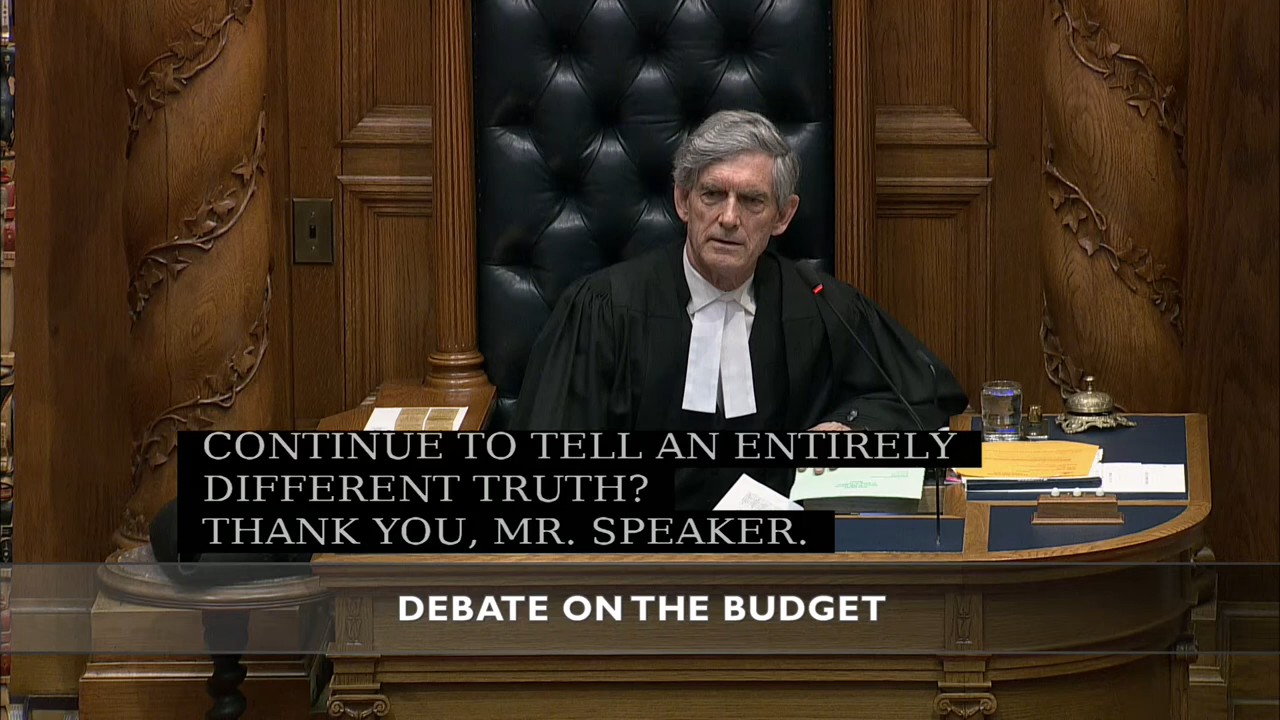 CONTINUE TO TELL AN ENTIRELY
DIFFERENT TRUTH?
THANK YOU, MR. SPEAKER.
DEBATE ON THE BUDGET